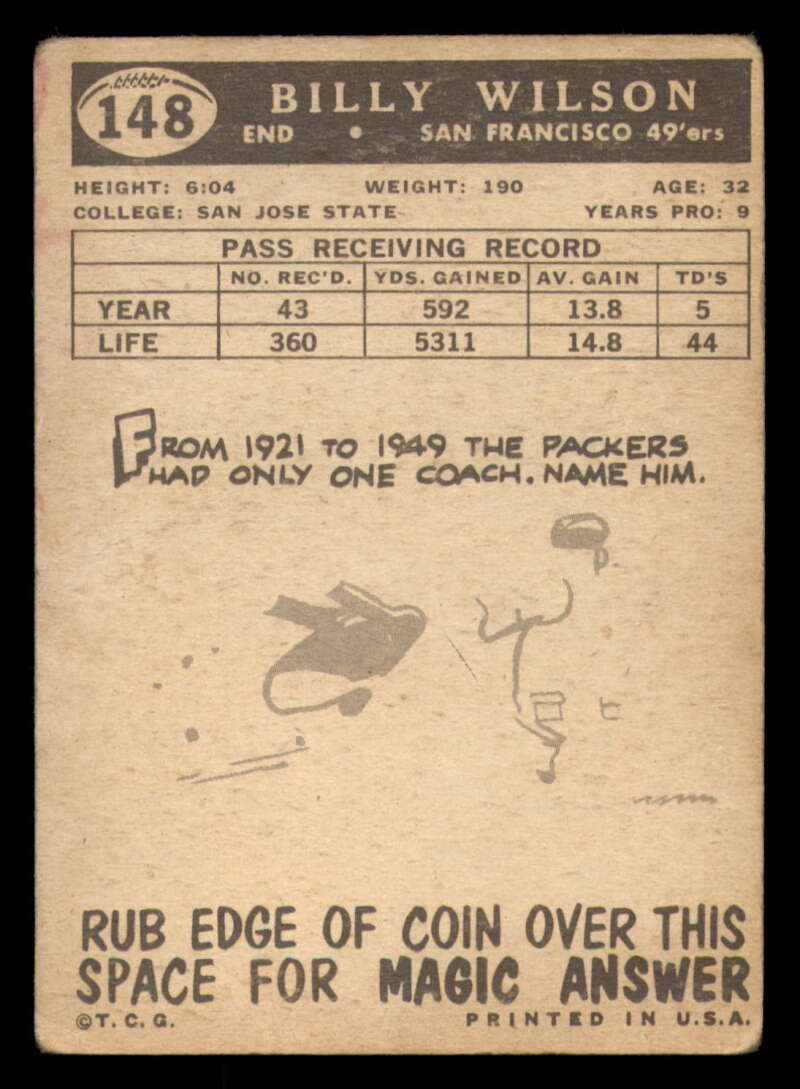 148
BILLY WILSON
END • SAN FRANCISCO 49'ers
HEIGHT: 6:04 WEIGHT: 190 AGE: 32
COLLEGE: SAN JOSE STATE YEARS PRO: 9
PASS RECEIVING RECORD
NO. REC'D. YDS. GAINED AV. GAIN TD'S
YEAR 43 592 13.8 5
LIFE 360 5311 14.8 44
FROM 1921 TO 1949 THE PACKERS
HAD ONLY ONE COACH. NAME HIM.
RUB EDGE OF COIN OVER THIS
SPACE FOR MAGIC ANSWER
©T.C.G. PRINTED IN U.S.A.